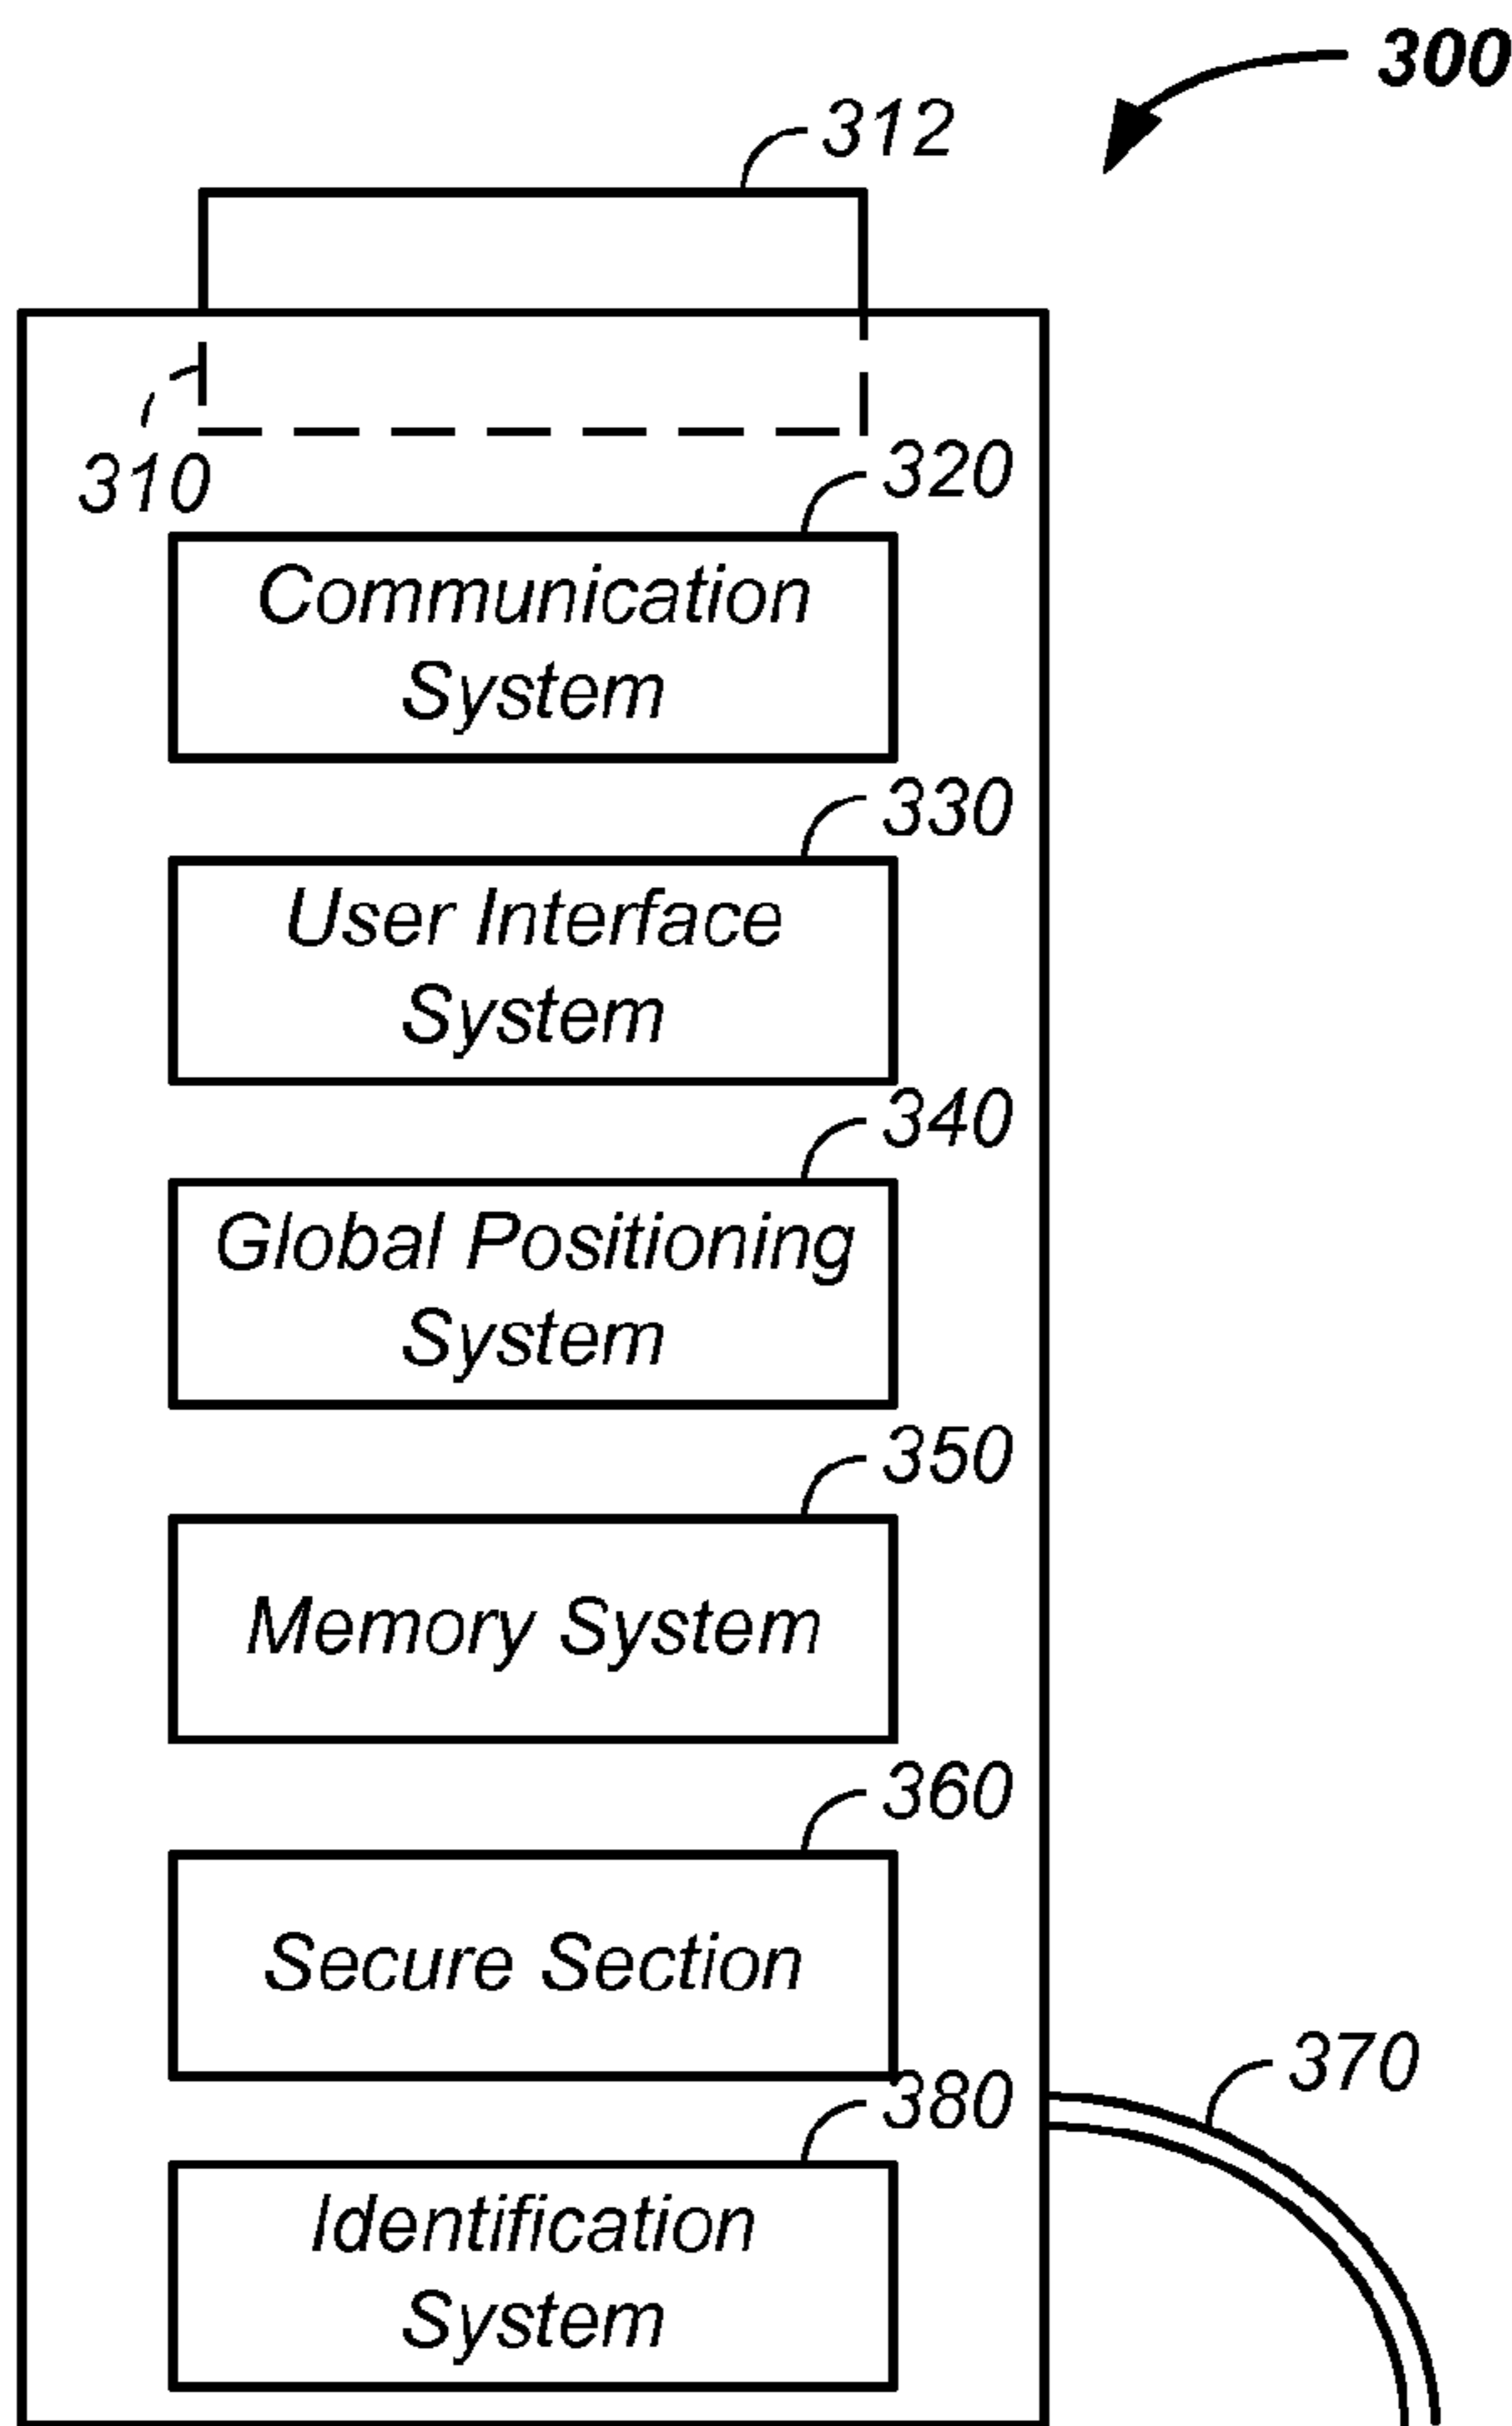 300
312
310
320
Communication
System
330
User Interface
System
340
Global Positioning
System
350
Memory System
360
Secure Section
370
380
Identification
System